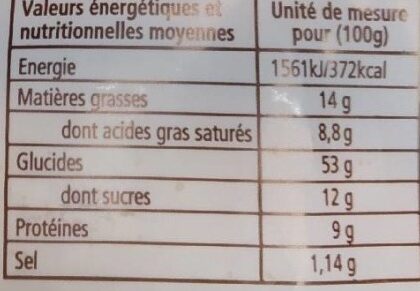 Valeurs énergétiques et Unité de mesure
nutritionnelles moyennes pour (100g)
Energie 1561kJ/372kcal
Matières grasses 14 g
dont acides gras saturés 8,8 g
Glucides 53 g
dont sucres 12 g
Protéines 9 g
Sel 1,14 g